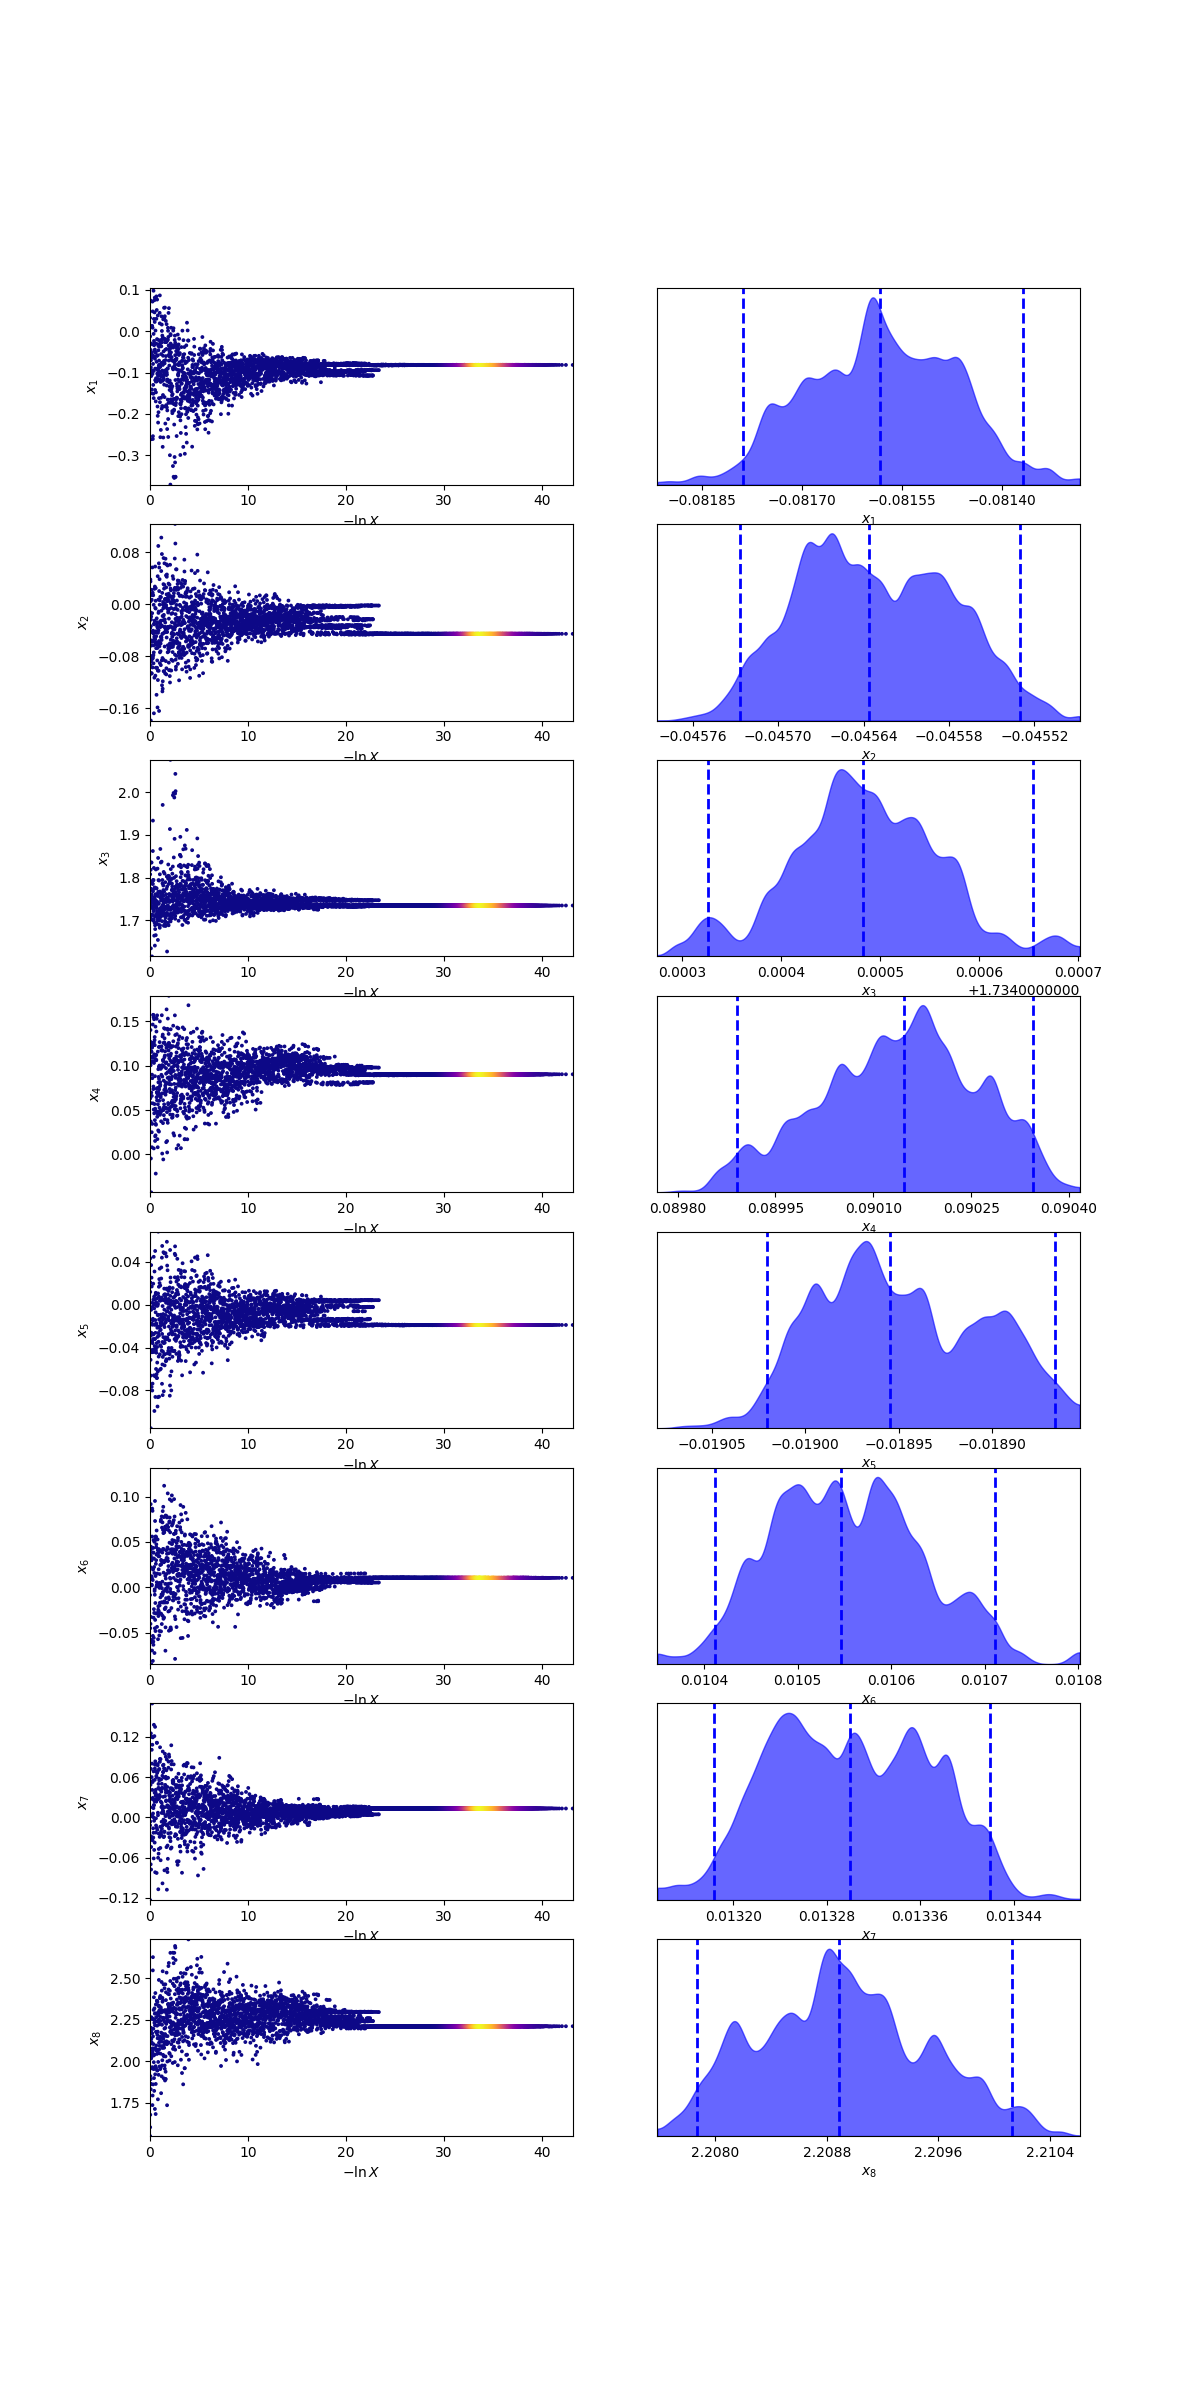 0.1
0.0
−0.1
−0.2
−0.3
x₁
0 10 20 30 40
−ln X
−0.08185 −0.08170 −0.08155 −0.08140
x₁
0.08
0.00
−0.08
−0.16
x₂
0 10 20 30 40
−ln X
−0.04576 −0.04570 −0.04564 −0.04558 −0.04552
x₂
2.0
1.9
1.8
1.7
x₃
0 10 20 30 40
−ln X
0.0003 0.0004 0.0005 0.0006 0.0007
x₃
+1.7340000000
0.15
0.10
0.05
0.00
x₄
0 10 20 30 40
−ln X
0.08980 0.08995 0.09010 0.09025 0.09040
x₄
0.04
0.00
−0.04
−0.08
x₅
0 10 20 30 40
−ln X
−0.01905 −0.01900 −0.01895 −0.01890
x₅
0.10
0.05
0.00
−0.05
x₆
0 10 20 30 40
−ln X
0.0104 0.0105 0.0106 0.0107 0.0108
x₆
0.12
0.06
0.00
−0.06
−0.12
x₇
0 10 20 30 40
−ln X
0.01320 0.01328 0.01336 0.01344
x₇
2.50
2.25
2.00
1.75
x₈
0 10 20 30 40
−ln X
2.2080 2.2088 2.2096 2.2104
x₈